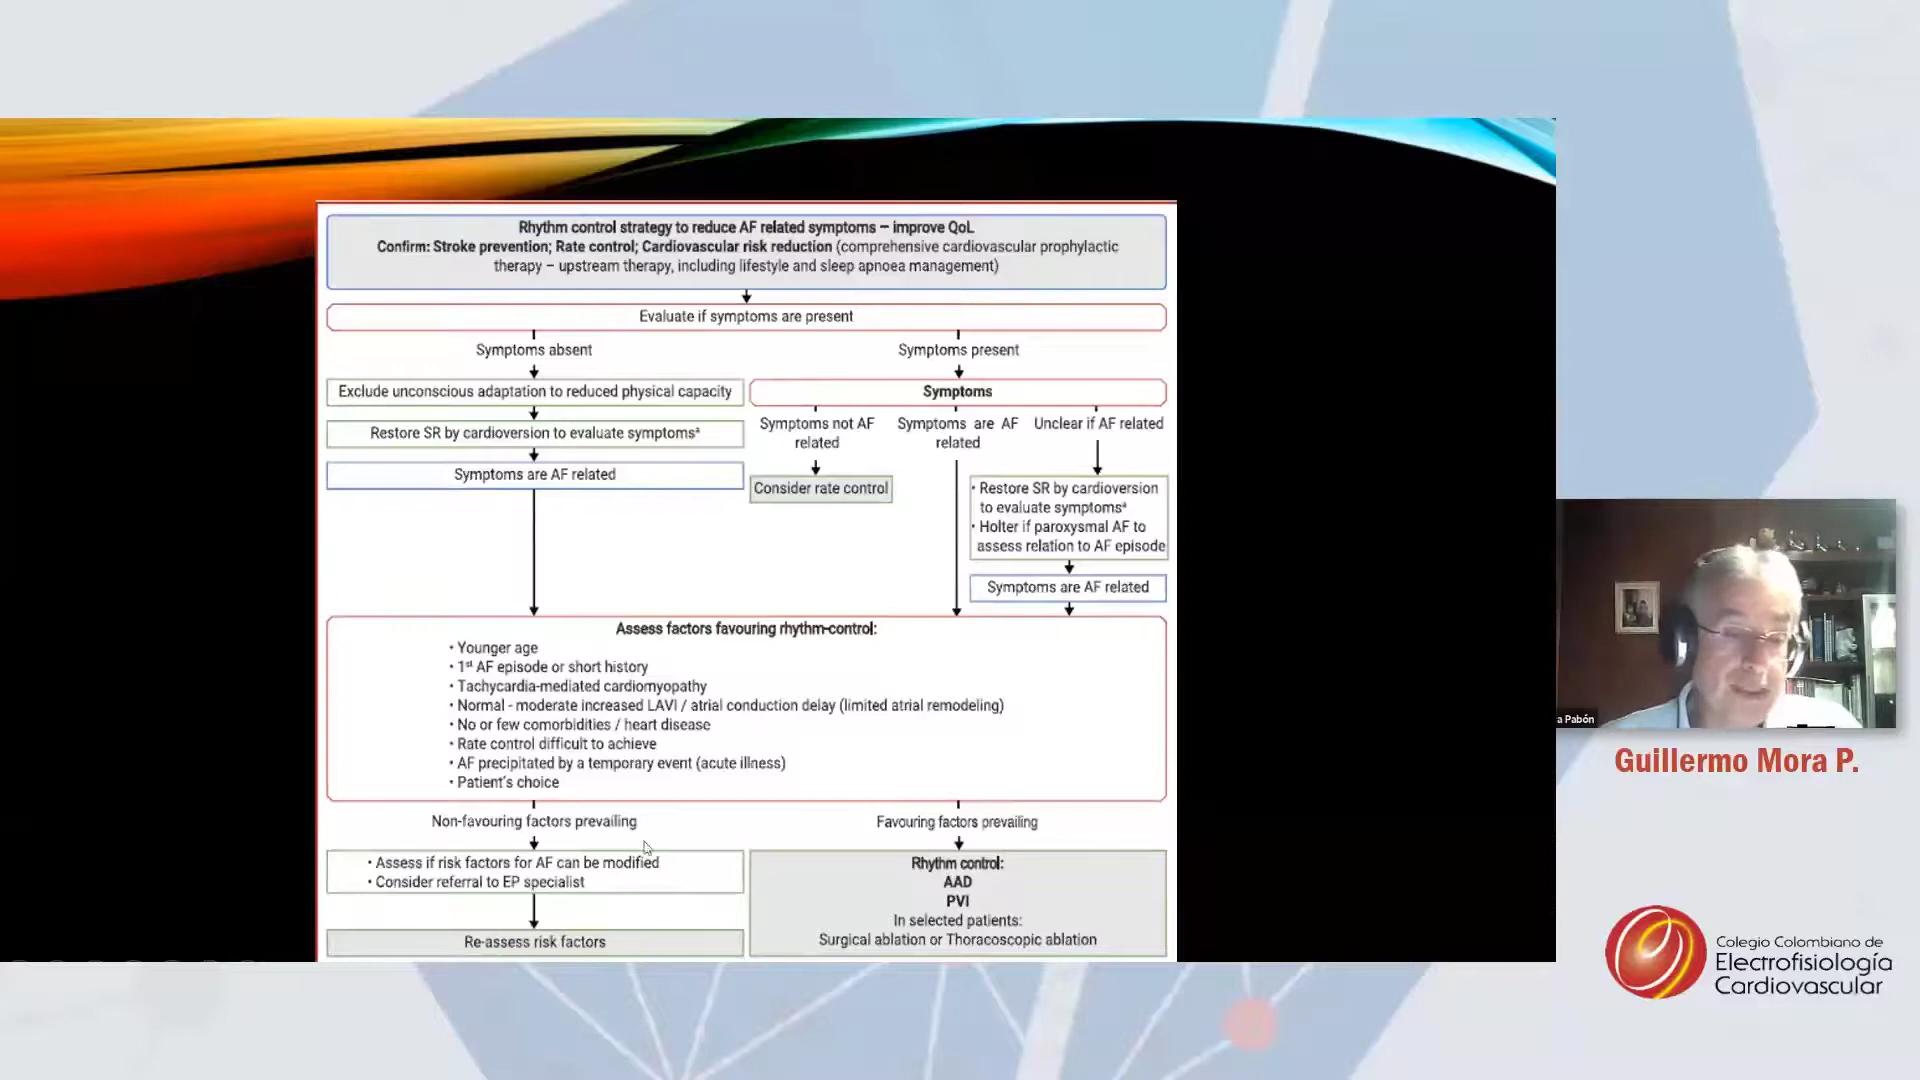 Rhythm control strategy to reduce AF related symptoms – improve QoL
Confirm: Stroke prevention; Rate control; Cardiovascular risk reduction (comprehensive cardiovascular prophylactic
therapy – upstream therapy, including lifestyle and sleep apnoea management)
Evaluate if symptoms are present
Symptoms absent
Symptoms present
Exclude unconscious adaptation to reduced physical capacity
Restore SR by cardioversion to evaluate symptomsª
Symptoms are AF related
Symptoms
Symptoms not AF
related
Consider rate control
Symptoms are AF
related
Unclear if AF related
• Restore SR by cardioversion
to evaluate symptomsª
• Holter if paroxysmal AF to
assess relation to AF episode
Symptoms are AF related
Assess factors favouring rhythm-control:
• Younger age
• 1st AF episode or short history
• Tachycardia-mediated cardiomyopathy
• Normal - moderate increased LAVI / atrial conduction delay (limited atrial remodeling)
• No or few comorbidities / heart disease
• Rate control difficult to achieve
• AF precipitated by a temporary event (acute illness)
• Patient's choice
Non-favouring factors prevailing
• Assess if risk factors for AF can be modified
• Consider referral to EP specialist
Re-assess risk factors
Favouring factors prevailing
Rhythm control:
AAD
PVI
In selected patients:
Surgical ablation or Thoracoscopic ablation
a Pabón
Guillermo Mora P.
Colegio Colombiano de
Electrofisiología
Cardiovascular